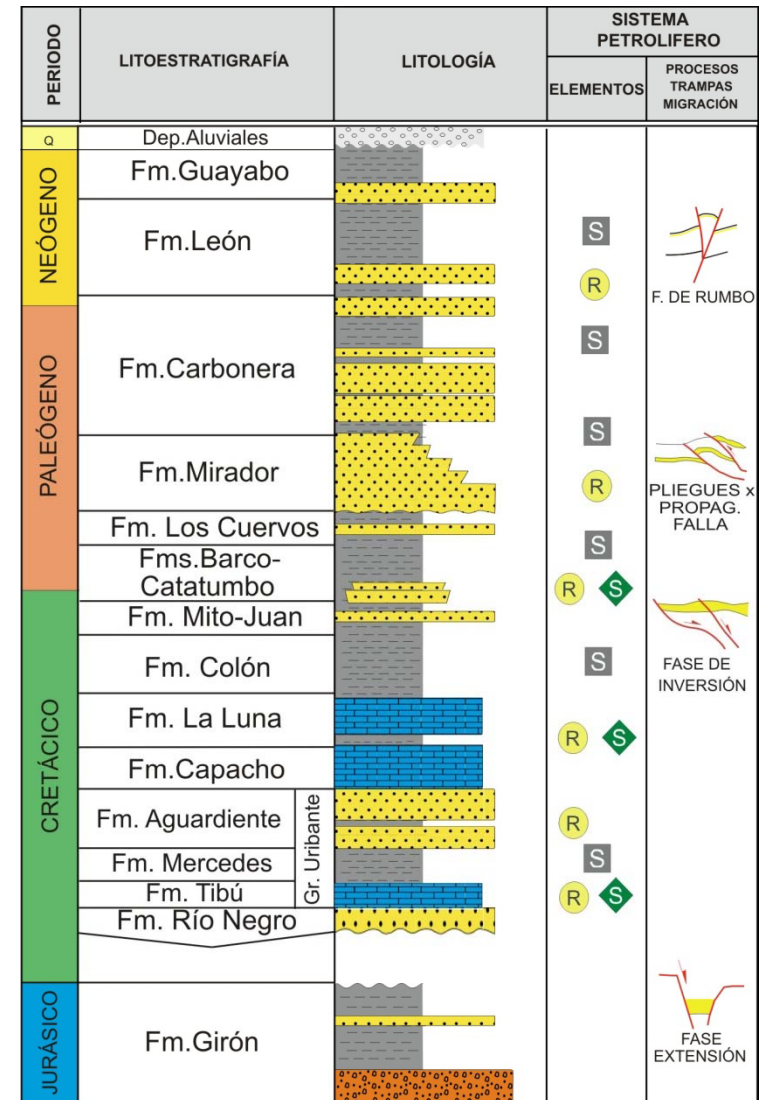 PERIODO
LITOESTRATIGRAFÍA
LITOLOGÍA
SISTEMA
PETROLIFERO
ELEMENTOS
PROCESOS
TRAMPAS
MIGRACIÓN
Q
Dep.Aluviales
NEÓGENO
Fm.Guayabo
Fm.León
S
R
F. DE RUMBO
PALEÓGENO
Fm.Carbonera
S
S
Fm.Mirador
R
PLIEGUES x
PROPAG.
FALLA
Fm. Los Cuervos
S
Fms.Barco-
Catatumbo
R S
CRETÁCICO
Fm. Mito-Juan
Fm. Colón
S
FASE DE
INVERSIÓN
Fm. La Luna
R S
Fm.Capacho
Fm. Aguardiente
Gr. Uribante
R
Fm. Mercedes
S
Fm. Tibú
R S
Fm. Río Negro
JURÁSICO
Fm.Girón
FASE
EXTENSIÓN